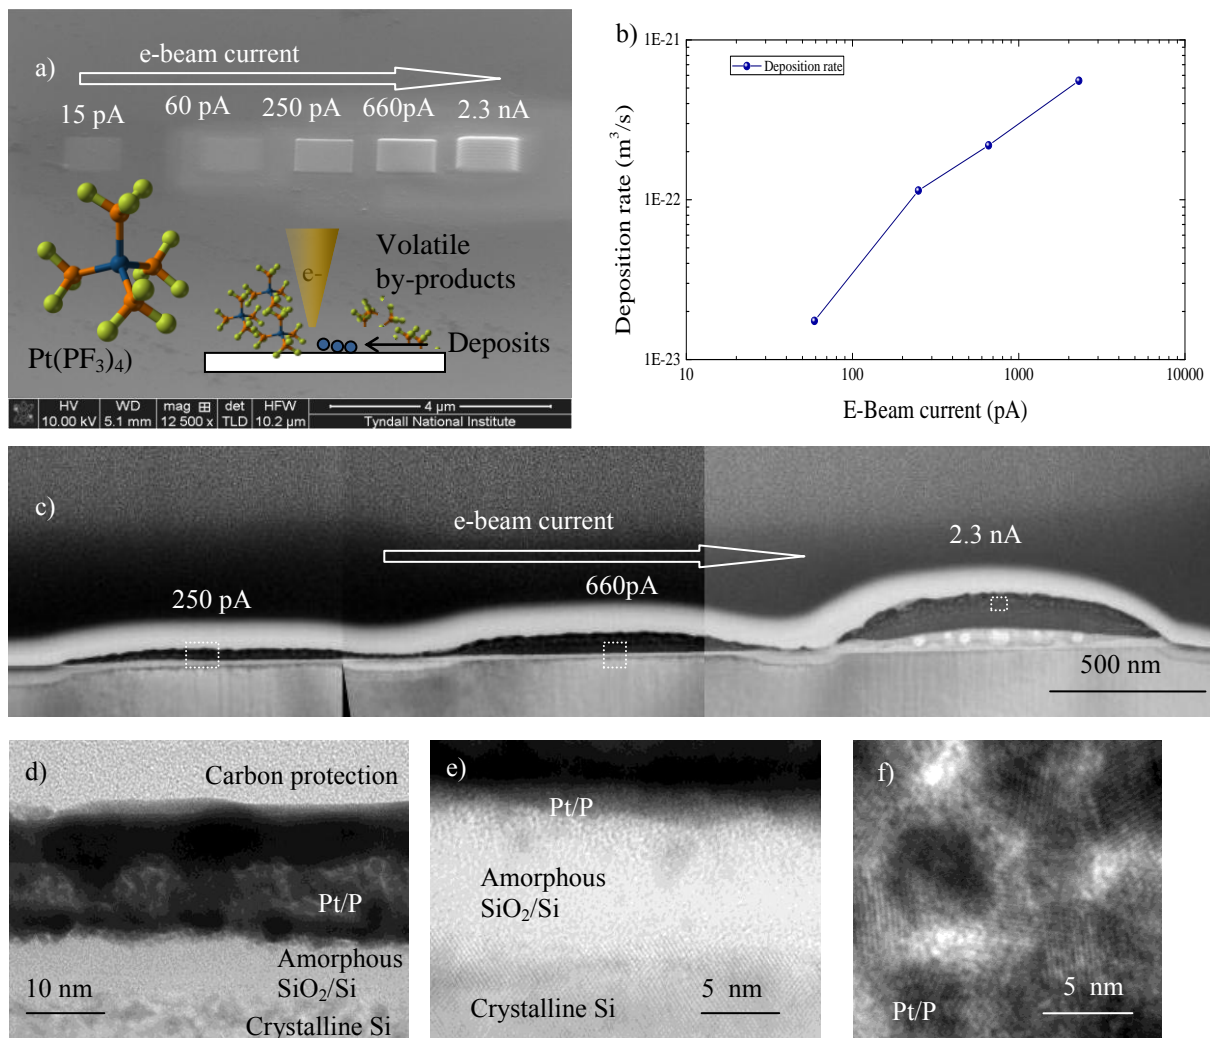 a)
e-beam current
15 pA
60 pA
250 pA
660pA
2.3 nA
e-
Volatile
by-products
Deposits
Pt(PF₃)₄)
HV WD mag det HFW
10.00 kV 5.1 mm 12 500 x TLD 10.2 µm
4 µm
Tyndall National Institute
b)
1E-21
1E-22
1E-23
Deposition rate (m³/s)
Deposition rate
10 100 1000 10000
E-Beam current (pA)
c)
e-beam current
250 pA
660pA
2.3 nA
500 nm
d)
Carbon protection
Pt/P
Amorphous
SiO₂/Si
10 nm
Crystalline Si
e)
Pt/P
Amorphous
SiO₂/Si
Crystalline Si
5 nm
f)
5 nm
Pt/P